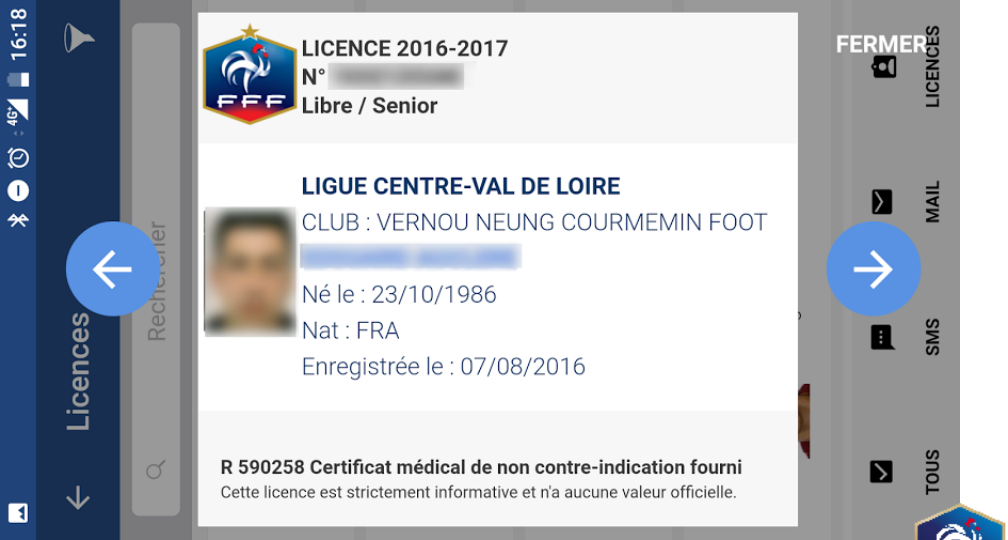 16:18
4G+
Licences
Rechercher
FFF
LICENCE 2016-2017
N°
Libre / Senior
LIGUE CENTRE-VAL DE LOIRE
CLUB : VERNOU NEUNG COURMEMIN FOOT
Né le : 23/10/1986
Nat : FRA
Enregistrée le : 07/08/2016
R 590258 Certificat médical de non contre-indication fourni
Cette licence est strictement informative et n'a aucune valeur officielle.
FERMER
LICENCES
MAIL
SMS
TOUS